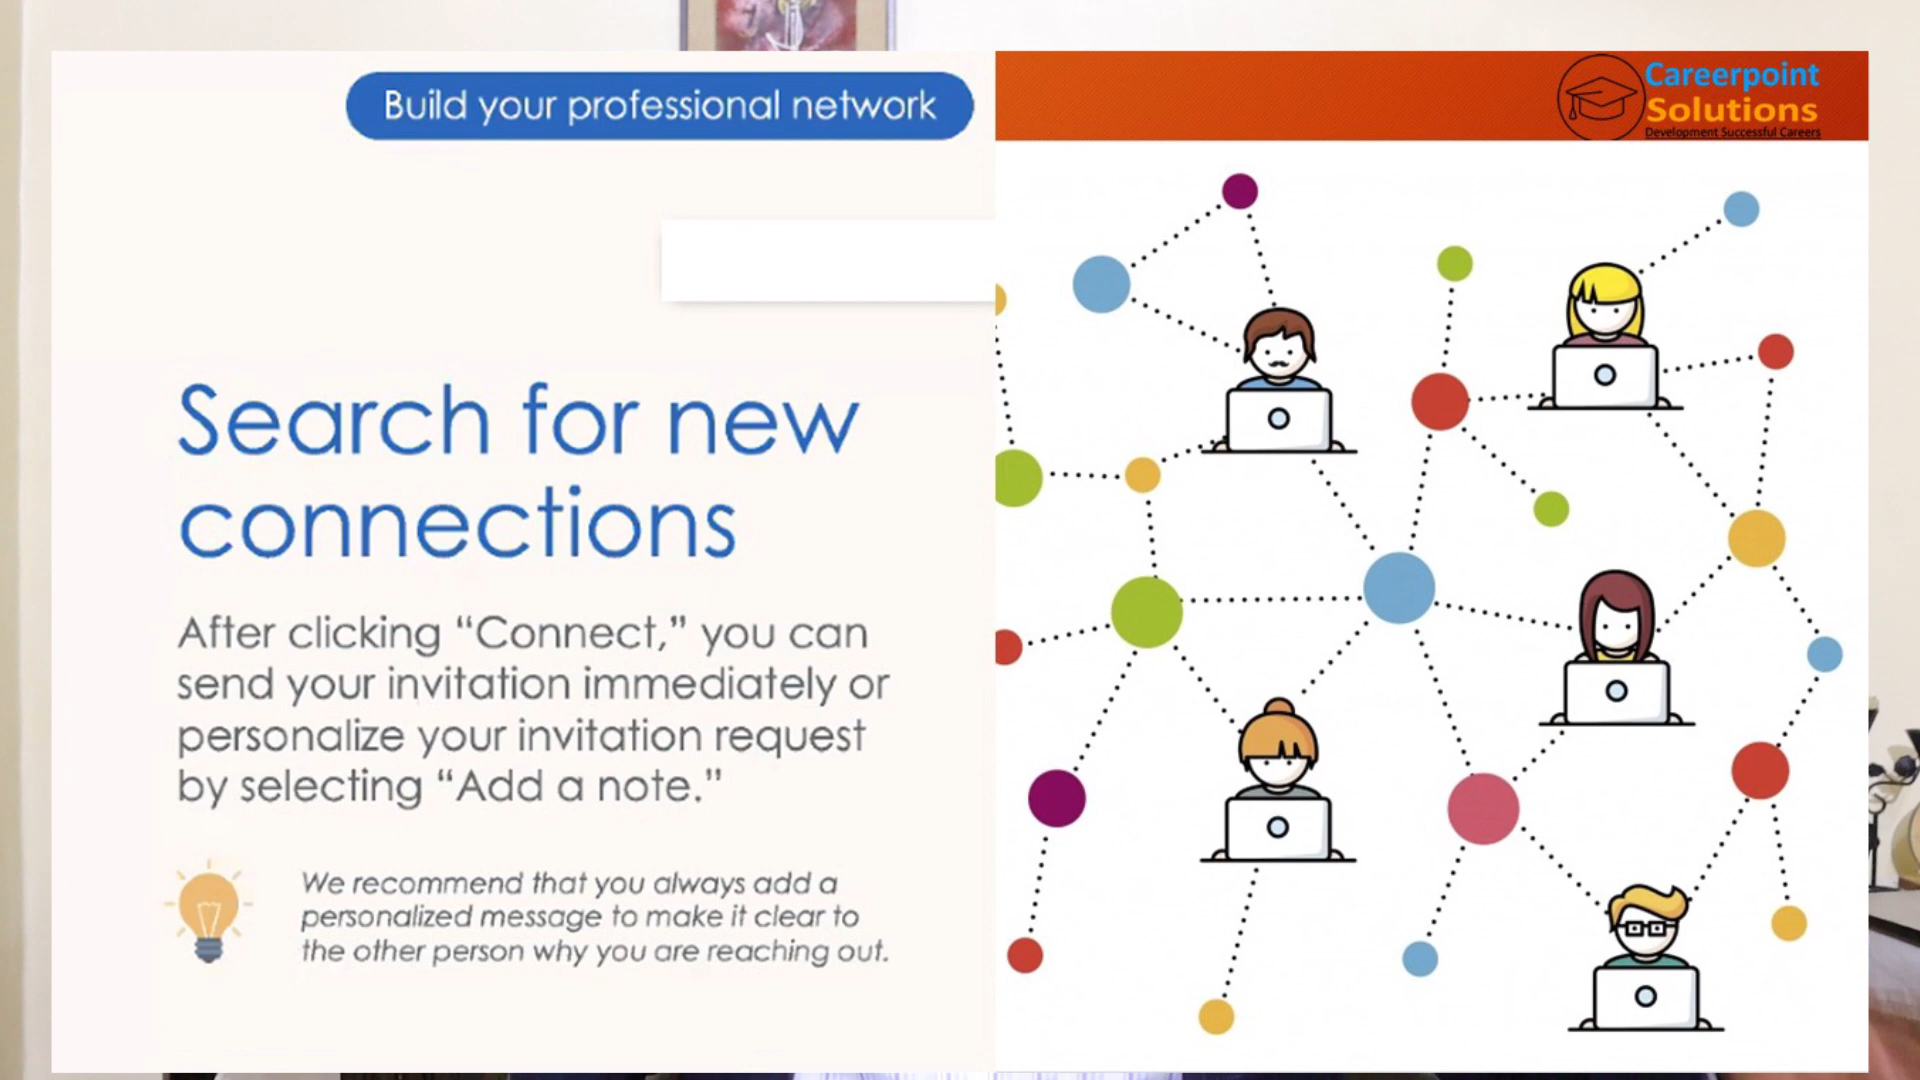 Build your professional network
Careerpoint
Solutions
Development Successful Careers
Search for new
connections
After clicking “Connect,” you can
send your invitation immediately or
personalize your invitation request
by selecting “Add a note.”
We recommend that you always add a
personalized message to make it clear to
the other person why you are reaching out.